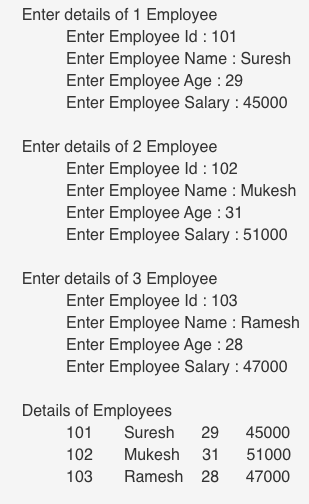 Enter details of 1 Employee
Enter Employee Id : 101
Enter Employee Name : Suresh
Enter Employee Age : 29
Enter Employee Salary : 45000
Enter details of 2 Employee
Enter Employee Id : 102
Enter Employee Name : Mukesh
Enter Employee Age : 31
Enter Employee Salary : 51000
Enter details of 3 Employee
Enter Employee Id : 103
Enter Employee Name : Ramesh
Enter Employee Age : 28
Enter Employee Salary : 47000
Details of Employees
101 Suresh 29 45000
102 Mukesh 31 51000
103 Ramesh 28 47000